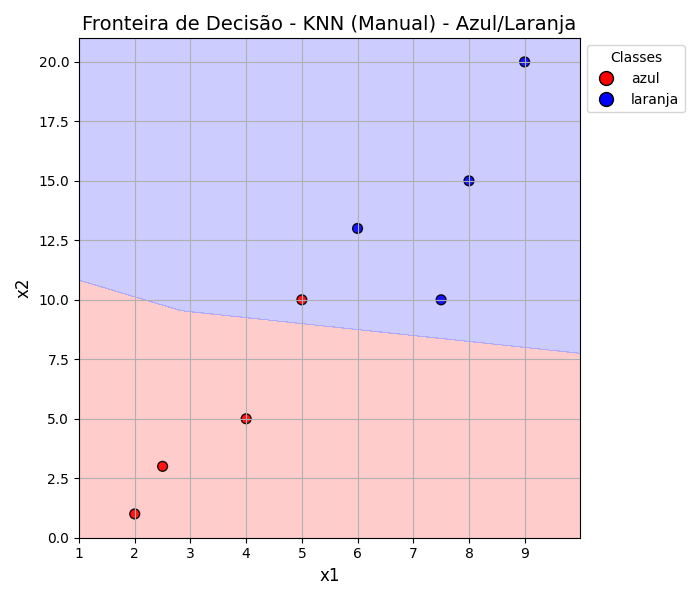 Fronteira de Decisão - KNN (Manual) - Azul/Laranja
Classes
azul
laranja
20.0
17.5
15.0
12.5
10.0
7.5
5.0
2.5
0.0
x2
1 2 3 4 5 6 7 8 9
x1